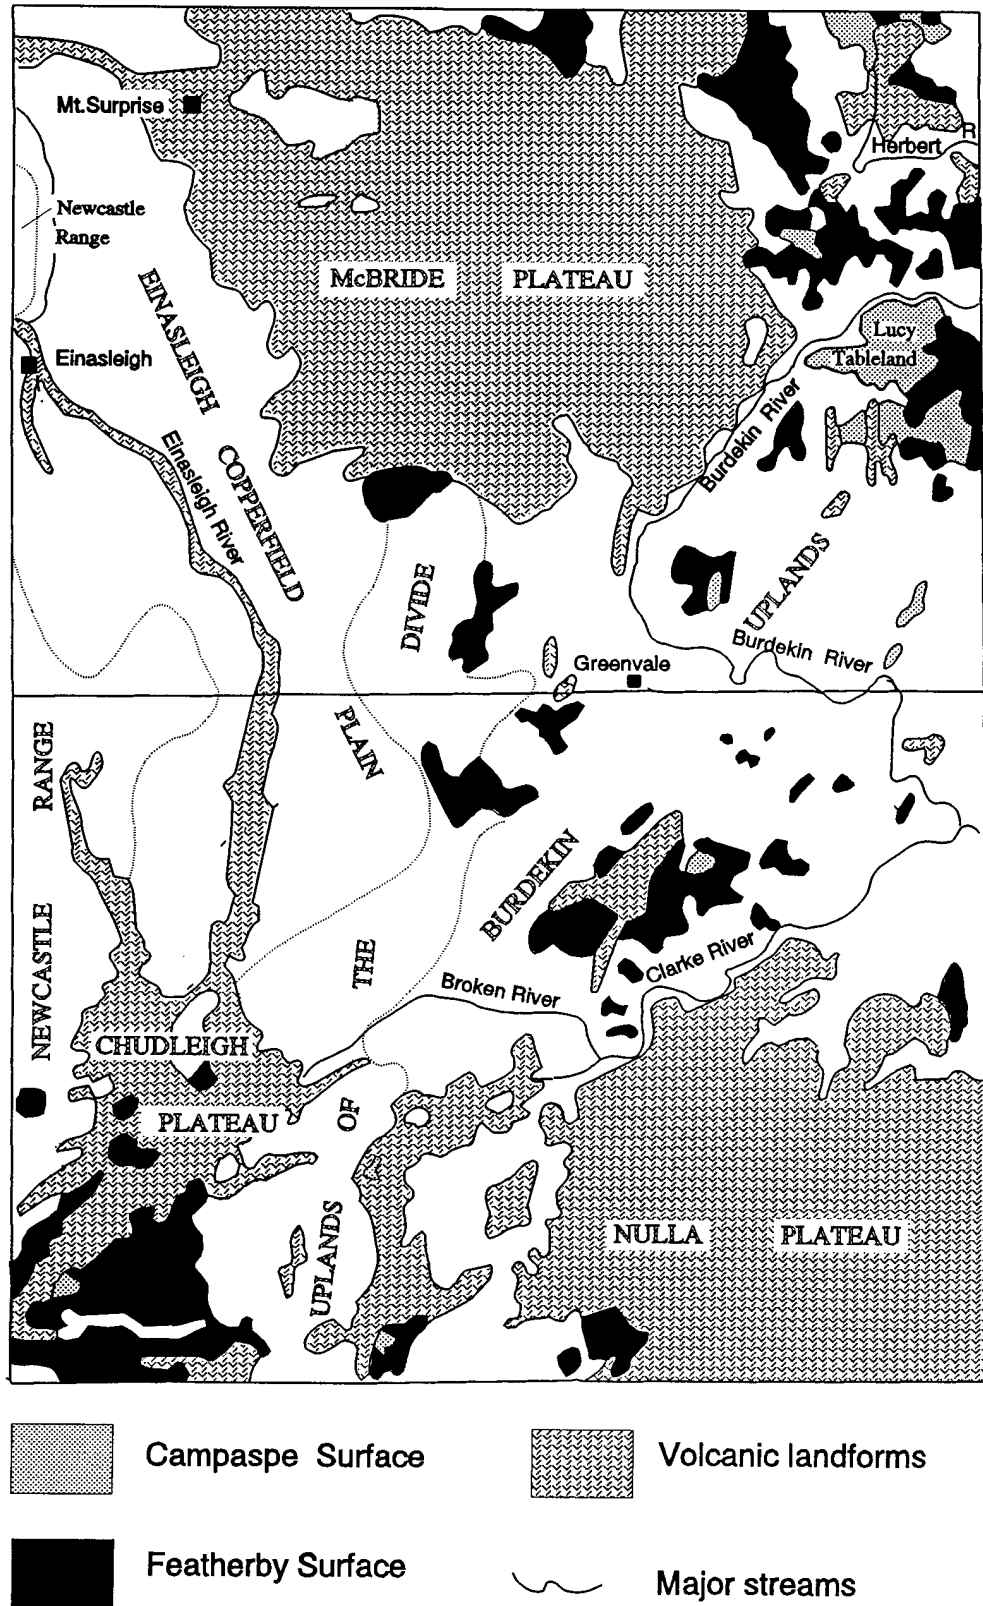 Mt.Surprise
Herbert R
Newcastle
Range
McBRIDE PLATEAU
EINASLEIGH
Lucy
Tableland
Einasleigh
Burdekin River
Einasleigh River
COPPERFIELD
DIVIDE
UPLANDS
Burdekin River
Greenvale
PLAIN
RANGE
BURDEKIN
NEWCASTLE
THE
Clarke River
Broken River
CHUDLEIGH
PLATEAU
OF
UPLANDS
NULLA PLATEAU
Campaspe Surface
Volcanic landforms
Featherby Surface
Major streams